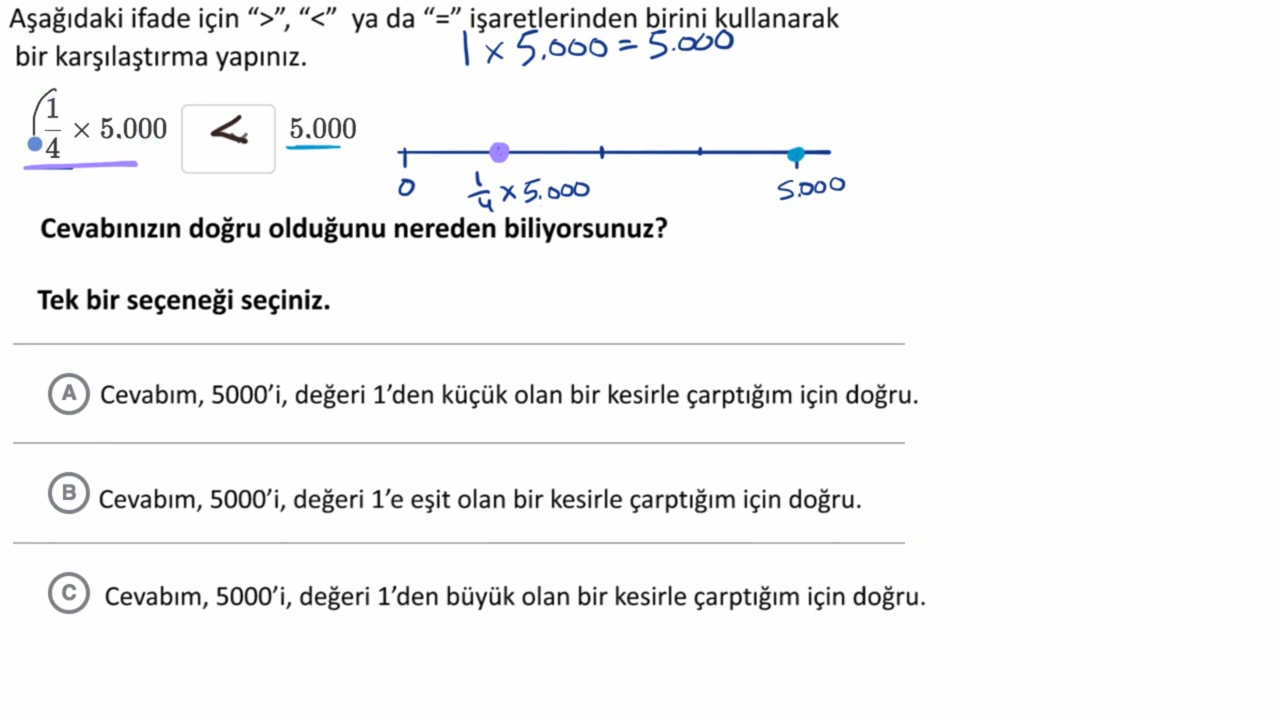 Aşağıdaki ifade için “>”, “<” ya da “=” işaretlerinden birini kullanarak
bir karşılaştırma yapınız.
1 × 5.000 = 5.000
1/4 × 5.000 < 5.000
0 1/4 × 5.000 5.000
Cevabınızın doğru olduğunu nereden biliyorsunuz?
Tek bir seçeneği seçiniz.
A Cevabım, 5000’i, değeri 1’den küçük olan bir kesirle çarptığım için doğru.
B Cevabım, 5000’i, değeri 1’e eşit olan bir kesirle çarptığım için doğru.
C Cevabım, 5000’i, değeri 1’den büyük olan bir kesirle çarptığım için doğru.